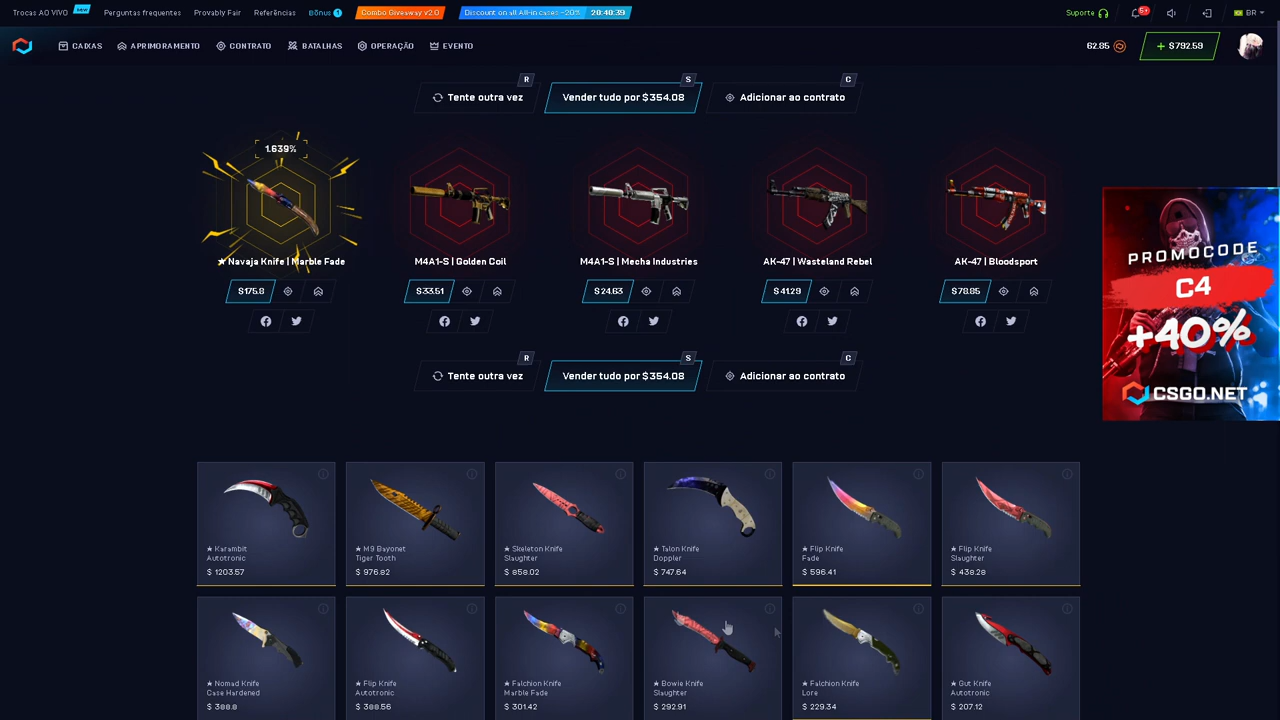 Trocas AO VIVO NEW Perguntas frequentes Provably Fair Referências Bônus 1 Combo Giveaway v2.0 Discount on all All-in cases -20% 20:40:39 Suporte 5+ BR
CAIXAS APRIMORAMENTO CONTRATO BATALHAS OPERAÇÃO EVENTO 62.85 + $792.59
R S C
Tente outra vez Vender tudo por $354.08 Adicionar ao contrato
1.639%
★ Navaja Knife | Marble Fade M4A1-S | Golden Coil M4A1-S | Mecha Industries AK-47 | Wasteland Rebel AK-47 | Bloodsport
$175.8 $33.51 $24.63 $41.29 $78.85
R S C
Tente outra vez Vender tudo por $354.08 Adicionar ao contrato
PROMOCODE
C4
+40%
CSGO.NET
★ Karambit ★ M9 Bayonet ★ Skeleton Knife ★ Talon Knife ★ Flip Knife ★ Flip Knife
Autotronic Tiger Tooth Slaughter Doppler Fade Slaughter
$ 1203.57 $ 976.82 $ 858.02 $ 747.64 $ 596.41 $ 438.28
★ Nomad Knife ★ Flip Knife ★ Falchion Knife ★ Bowie Knife ★ Falchion Knife ★ Gut Knife
Case Hardened Autotronic Marble Fade Slaughter Lore Autotronic
$ 388.8 $ 388.56 $ 301.42 $ 292.91 $ 229.34 $ 207.12